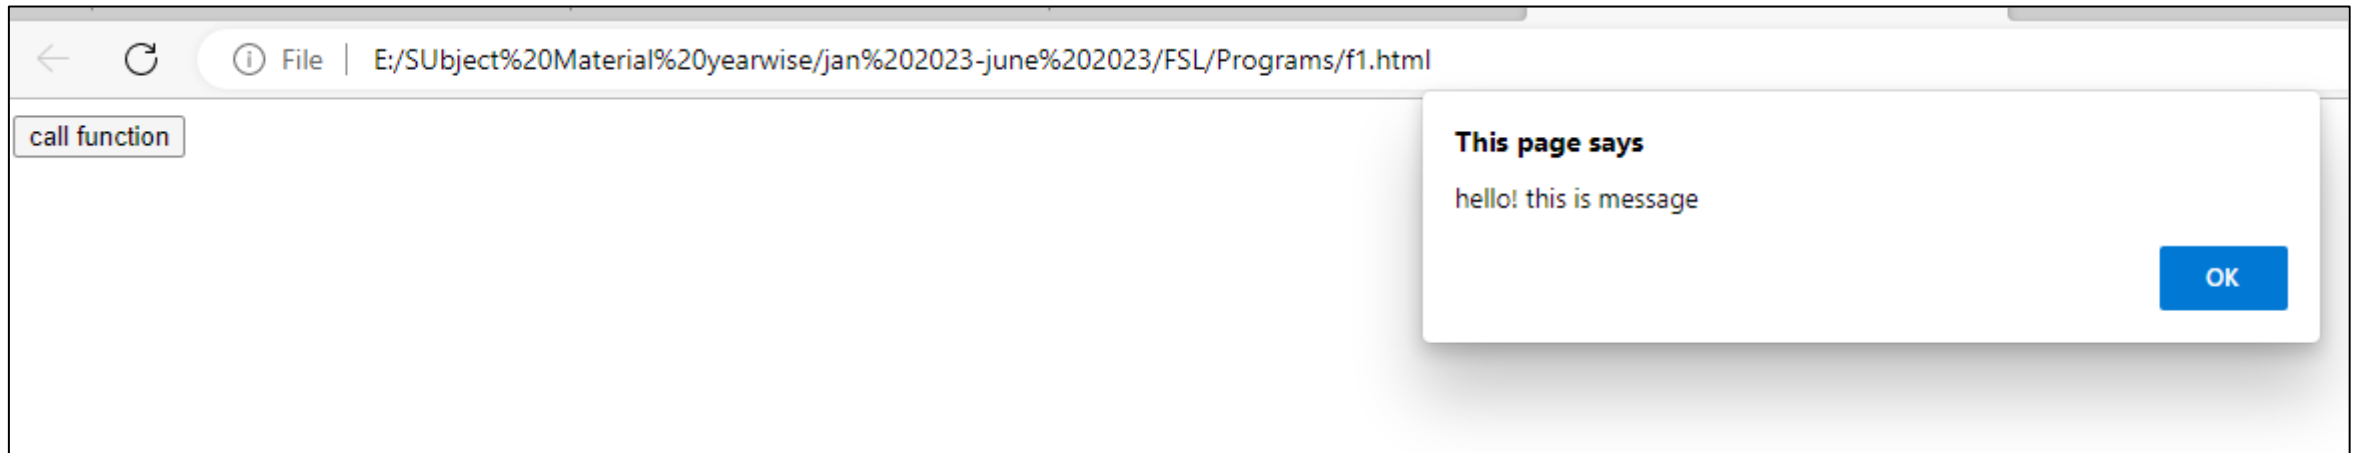 File | E:/SUbject%20Material%20yearwise/jan%202023-june%202023/FSL/Programs/f1.html
call function
This page says
hello! this is message
OK